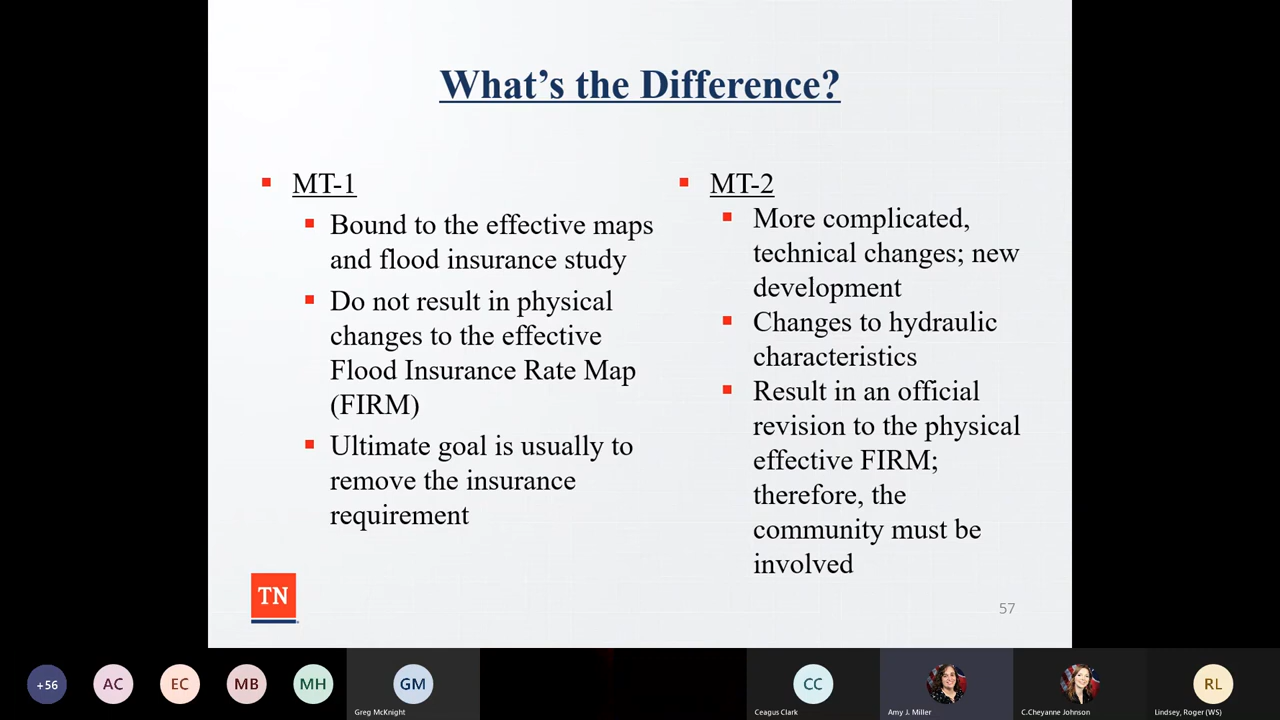 What's the Difference?
MT-1
Bound to the effective maps
and flood insurance study
Do not result in physical
changes to the effective
Flood Insurance Rate Map
(FIRM)
Ultimate goal is usually to
remove the insurance
requirement
MT-2
More complicated,
technical changes; new
development
Changes to hydraulic
characteristics
Result in an official
revision to the physical
effective FIRM;
therefore, the
community must be
involved
TN
57
+56
AC
EC
MB
MH
GM
Greg McKnight
CC
Ceagus Clark
Amy J. Miller
C.Cheyanne Johnson
RL
Lindsey, Roger (WS)